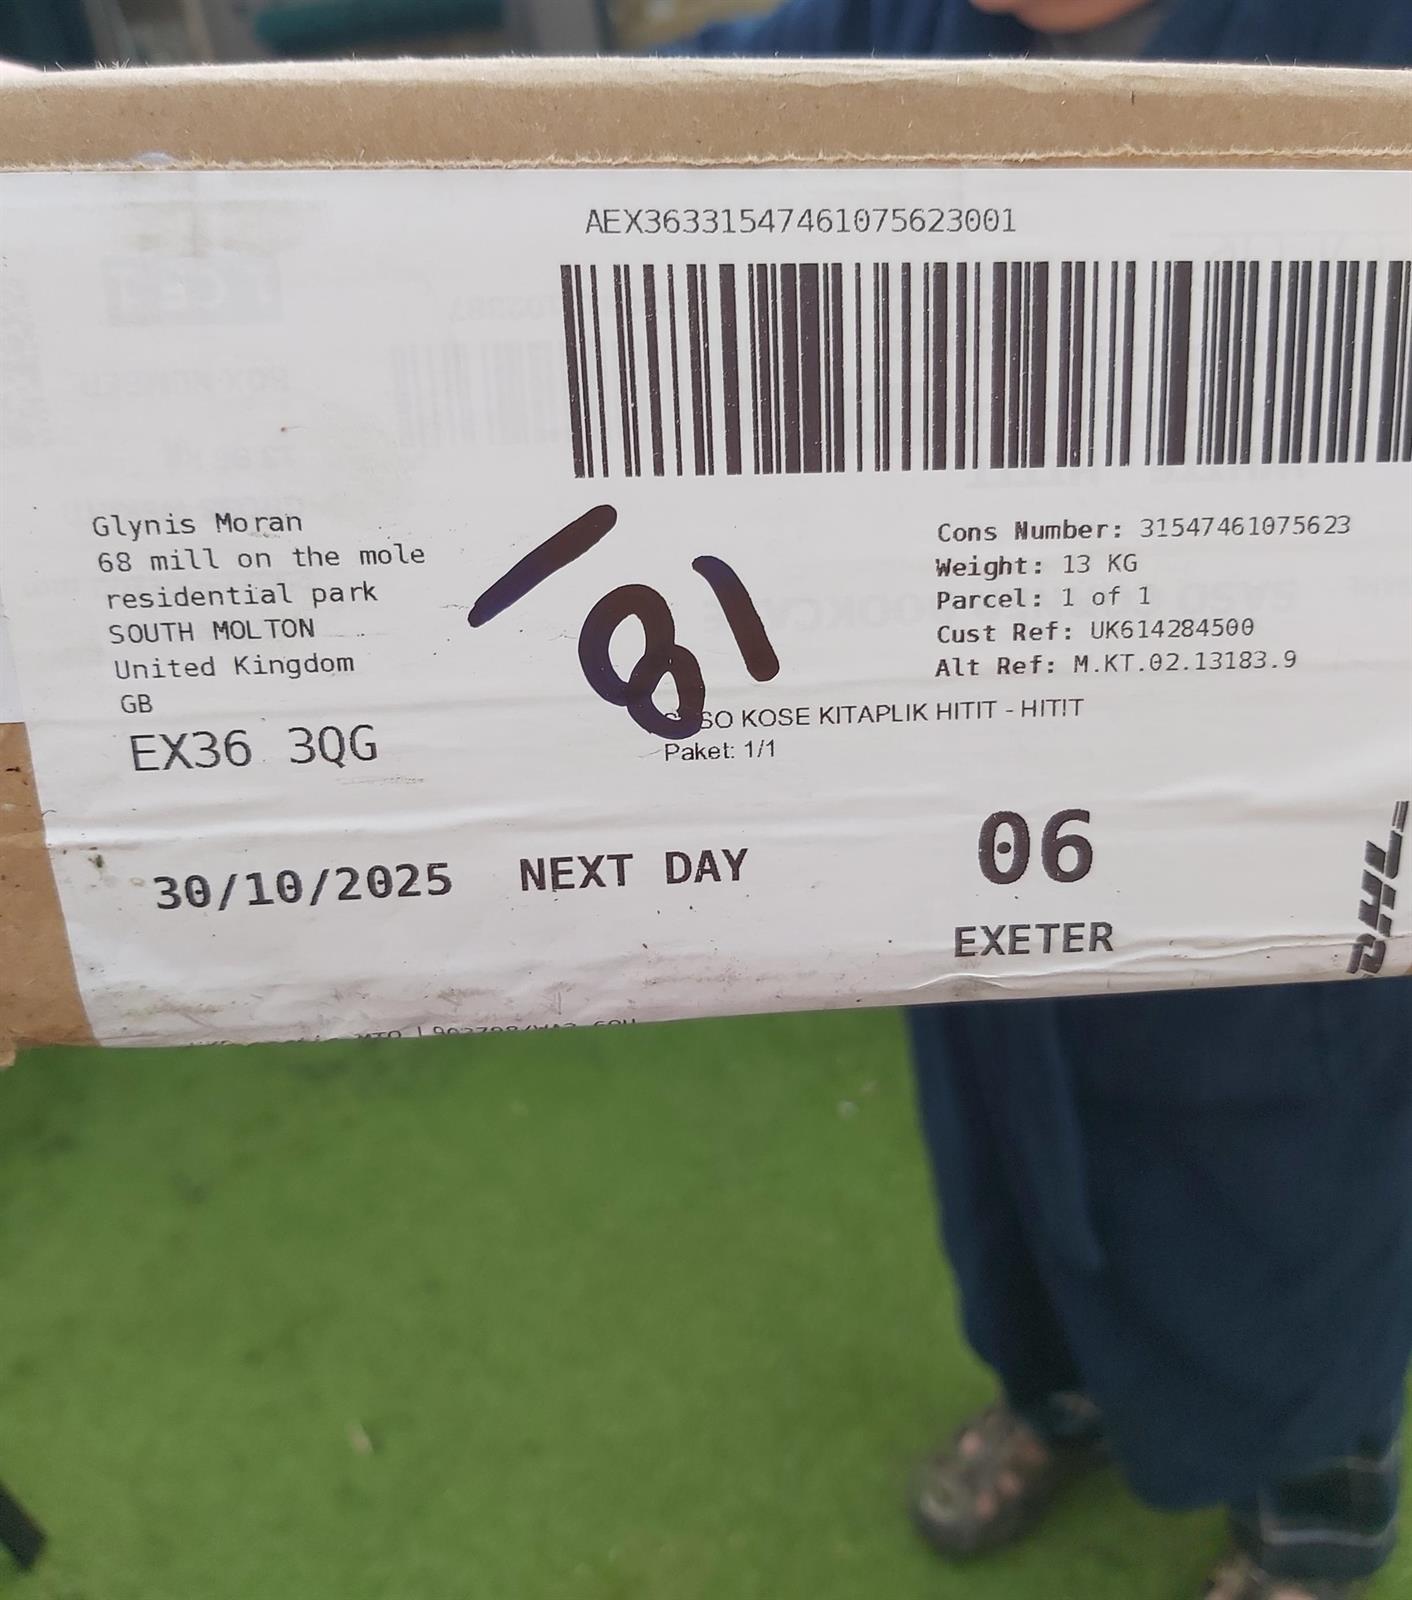 AEX36331547461075623001
Glynis Moran
68 mill on the mole
residential park
SOUTH MOLTON
United Kingdom
GB
EX36 3QG
81
Cons Number: 31547461075623
Weight: 13 KG
Parcel: 1 of 1
Cust Ref: UK614284500
Alt Ref: M.KT.02.13183.9
KOSE KITAPLIK HITIT - HITIT
Paket: 1/1
30/10/2025 NEXT DAY
06
EXETER
DHL